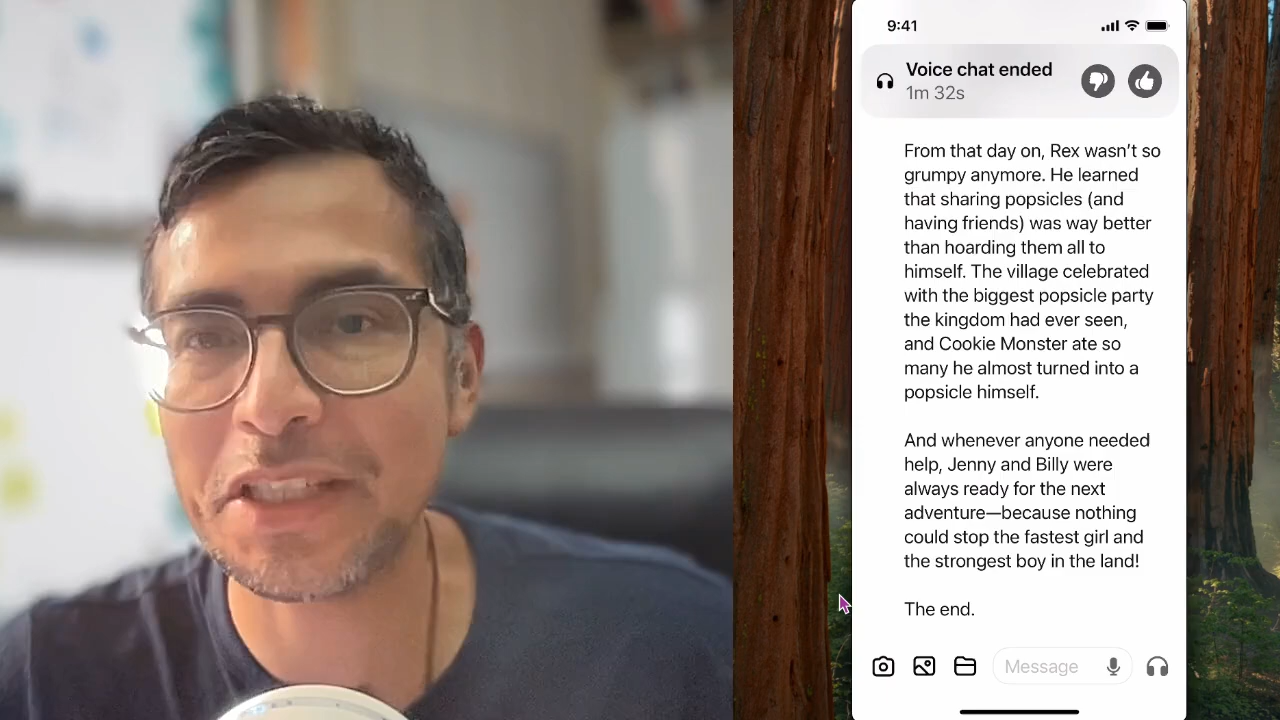 9:41
Voice chat ended
1m 32s
From that day on, Rex wasn’t so
grumpy anymore. He learned
that sharing popsicles (and
having friends) was way better
than hoarding them all to
himself. The village celebrated
with the biggest popsicle party
the kingdom had ever seen,
and Cookie Monster ate so
many he almost turned into a
popsicle himself.
And whenever anyone needed
help, Jenny and Billy were
always ready for the next
adventure—because nothing
could stop the fastest girl and
the strongest boy in the land!
The end.
Message